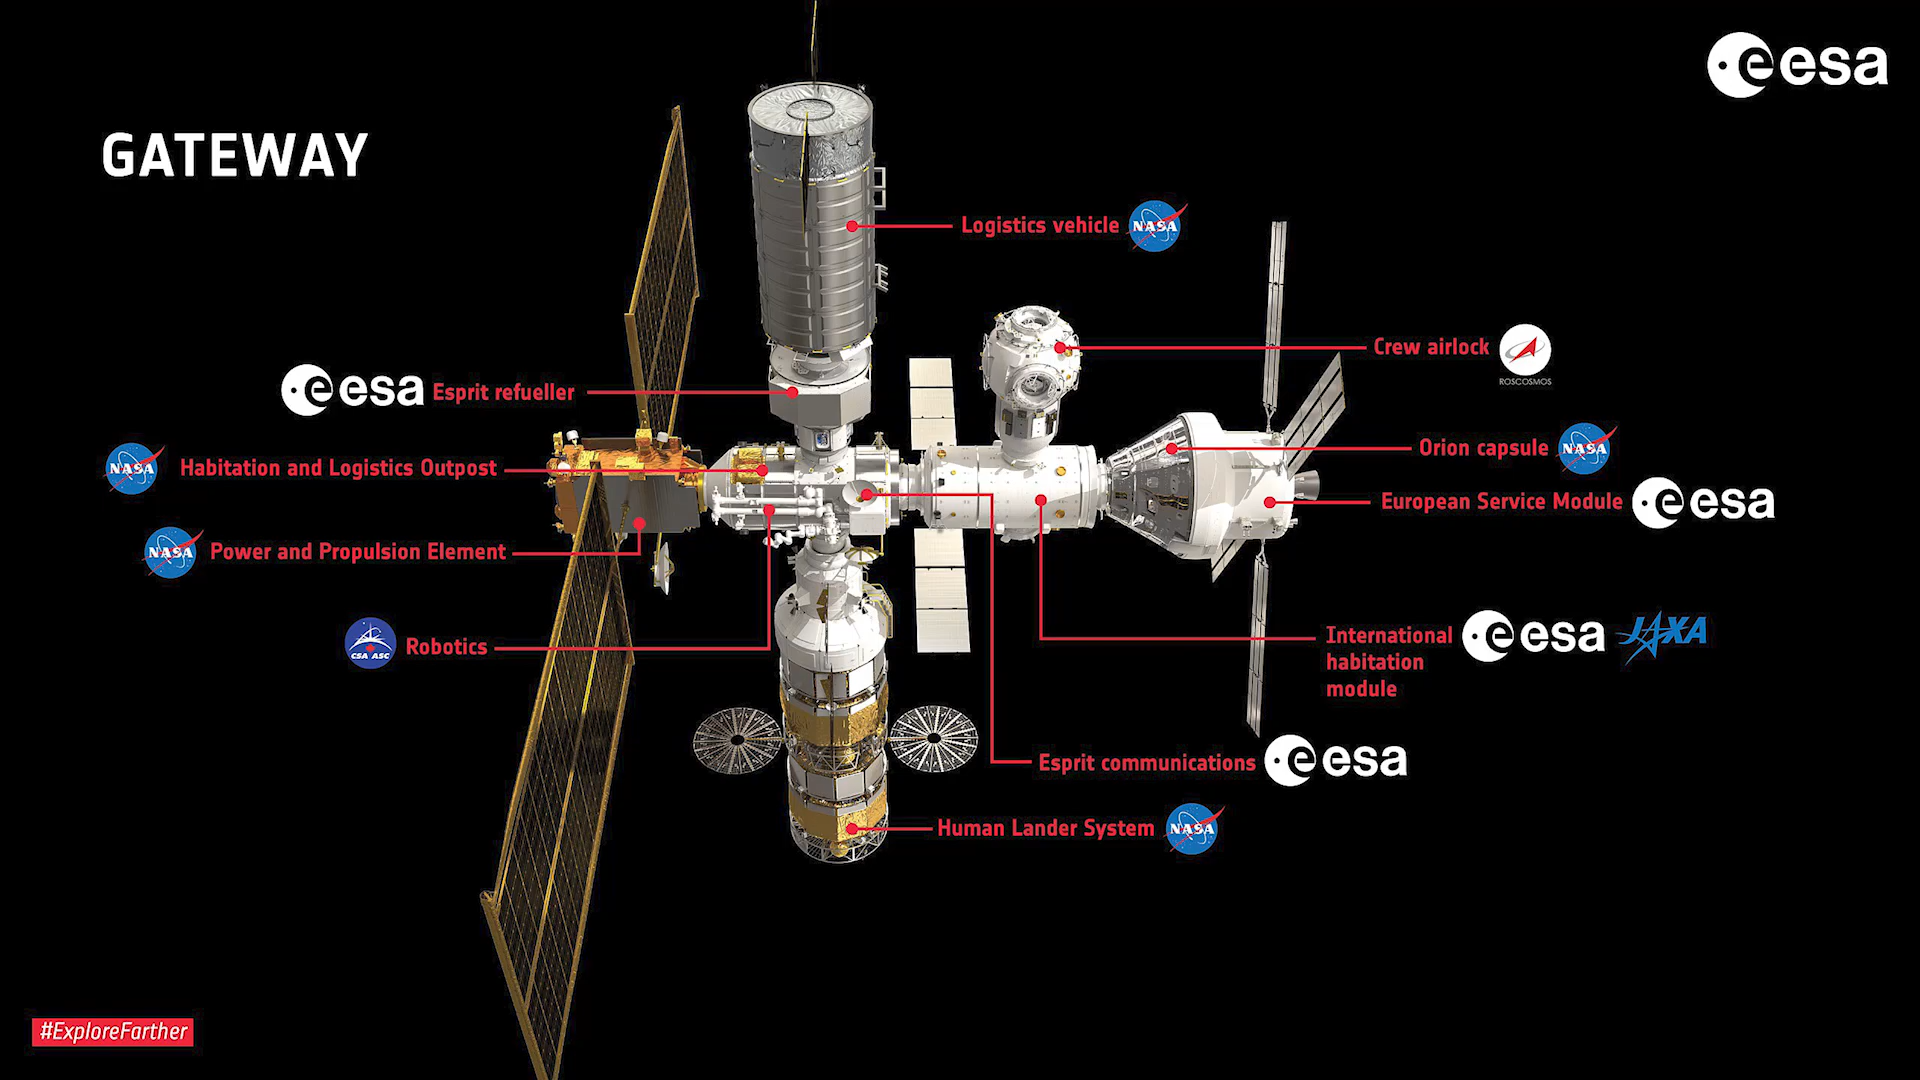 esa
GATEWAY
Logistics vehicle NASA
Crew airlock
ROSCOSMOS
esa Esprit refueller
Orion capsule NASA
NASA Habitation and Logistics Outpost
European Service Module esa
NASA Power and Propulsion Element
CSA ASC Robotics
International esa JAXA
habitation
module
Esprit communications esa
Human Lander System NASA
#ExploreFarther